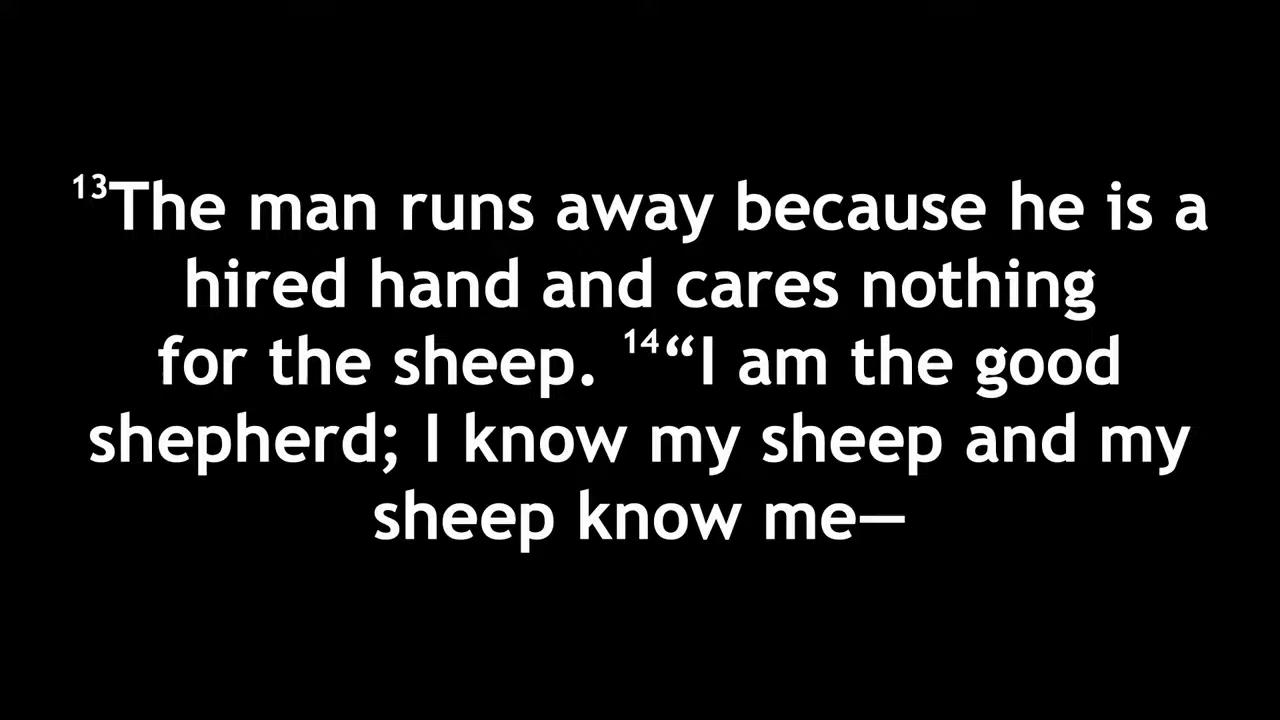 ¹³The man runs away because he is a
hired hand and cares nothing
for the sheep. ¹⁴“I am the good
shepherd; I know my sheep and my
sheep know me—